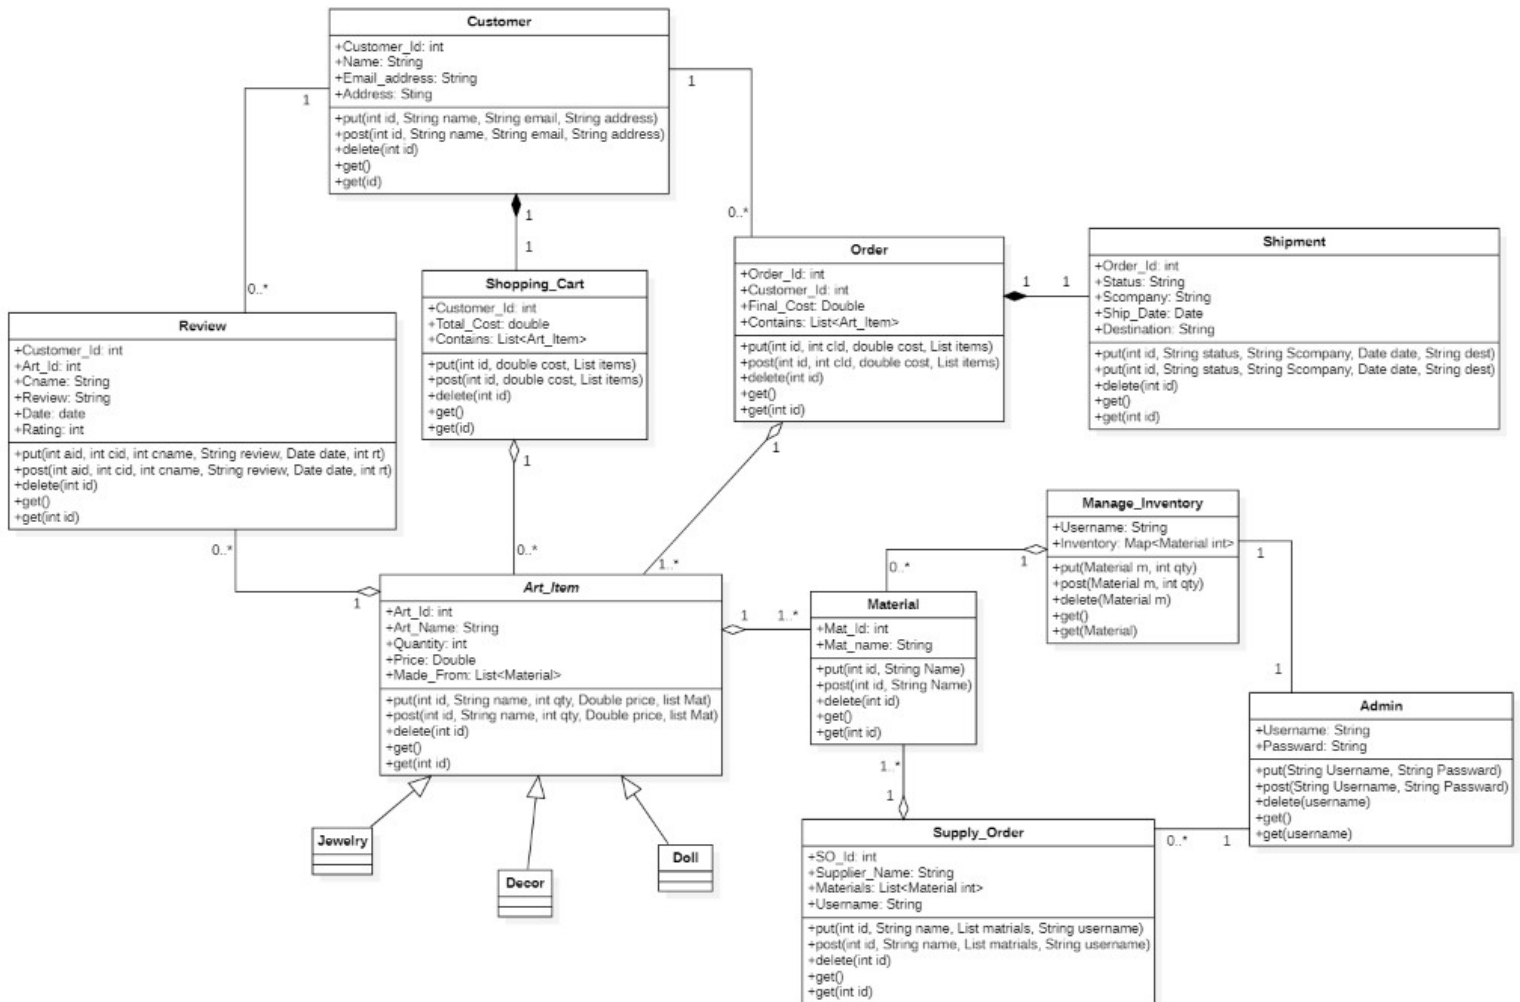 Customer
+Customer_Id: int
+Name: String
+Email_address: String
+Address: Sting
+put(int id, String name, String email, String address)
+post(int id, String name, String email, String address)
+delete(int id)
+get()
+get(id)
1
1
0..*
0..*
1
1
Shopping_Cart
+Customer_Id: int
+Total_Cost: double
+Contains: List<Art_Item>
+put(int id, double cost, List items)
+post(int id, double cost, List items)
+delete(int id)
+get()
+get(id)
1
0..*
Order
+Order_Id: int
+Customer_Id: int
+Final_Cost: Double
+Contains: List<Art_Item>
+put(int id, int cId, double cost, List items)
+post(int id, int cId, double cost, List items)
+delete(int id)
+get()
+get(int id)
1
1
1
1..*
Shipment
+Order_Id: int
+Status: String
+Scompany: String
+Ship_Date: Date
+Destination: String
+put(int id, String status, String Scompany, Date date, String dest)
+put(int id, String status, String Scompany, Date date, String dest)
+delete(int id)
+get()
+get(int id)
Review
+Customer_Id: int
+Art_Id: int
+Cname: String
+Review: String
+Date: date
+Rating: int
+put(int aid, int cid, int cname, String review, Date date, int rt)
+post(int aid, int cid, int cname, String review, Date date, int rt)
+delete(int id)
+get()
+get(int id)
0..*
1
Art_Item
+Art_Id: int
+Art_Name: String
+Quantity: int
+Price: Double
+Made_From: List<Material>
+put(int id, String name, int qty, Double price, list Mat)
+post(int id, String name, int qty, Double price, list Mat)
+delete(int id)
+get()
+get(int id)
1
1..*
Material
+Mat_Id: int
+Mat_name: String
+put(int id, String Name)
+post(int id, String Name)
+delete(int id)
+get()
+get(int id)
0..*
1
1..*
1
Manage_Inventory
+Username: String
+Inventory: Map<Material int>
+put(Material m, int qty)
+post(Material m, int qty)
+delete(Material m)
+get()
+get(Material)
1
1
Admin
+Username: String
+Passward: String
+put(String Username, String Passward)
+post(String Username, String Passward)
+delete(username)
+get()
+get(username)
0..*
1
Jewelry
Decor
Doll
Supply_Order
+SO_Id: int
+Supplier_Name: String
+Materials: List<Material int>
+Username: String
+put(int id, String name, List matrials, String username)
+post(int id, String name, List matrials, String username)
+delete(int id)
+get()
+get(int id)